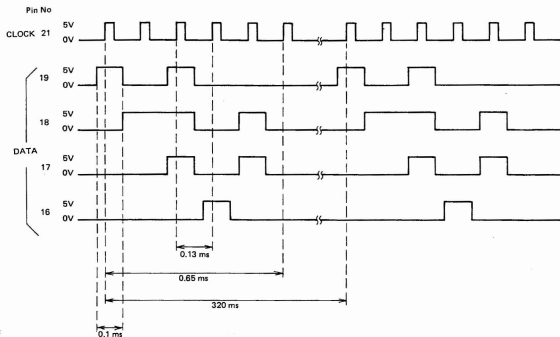 Pin No
CLOCK 21 5V
0V
19 5V
0V
18 5V
0V
DATA
17 5V
0V
16 5V
0V
0.13 ms
0.65 ms
320 ms
0.1 ms